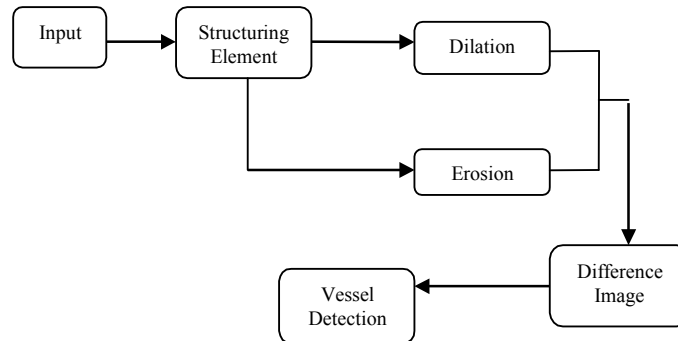 Input
Structuring
Element
Dilation
Erosion
Difference
Image
Vessel
Detection